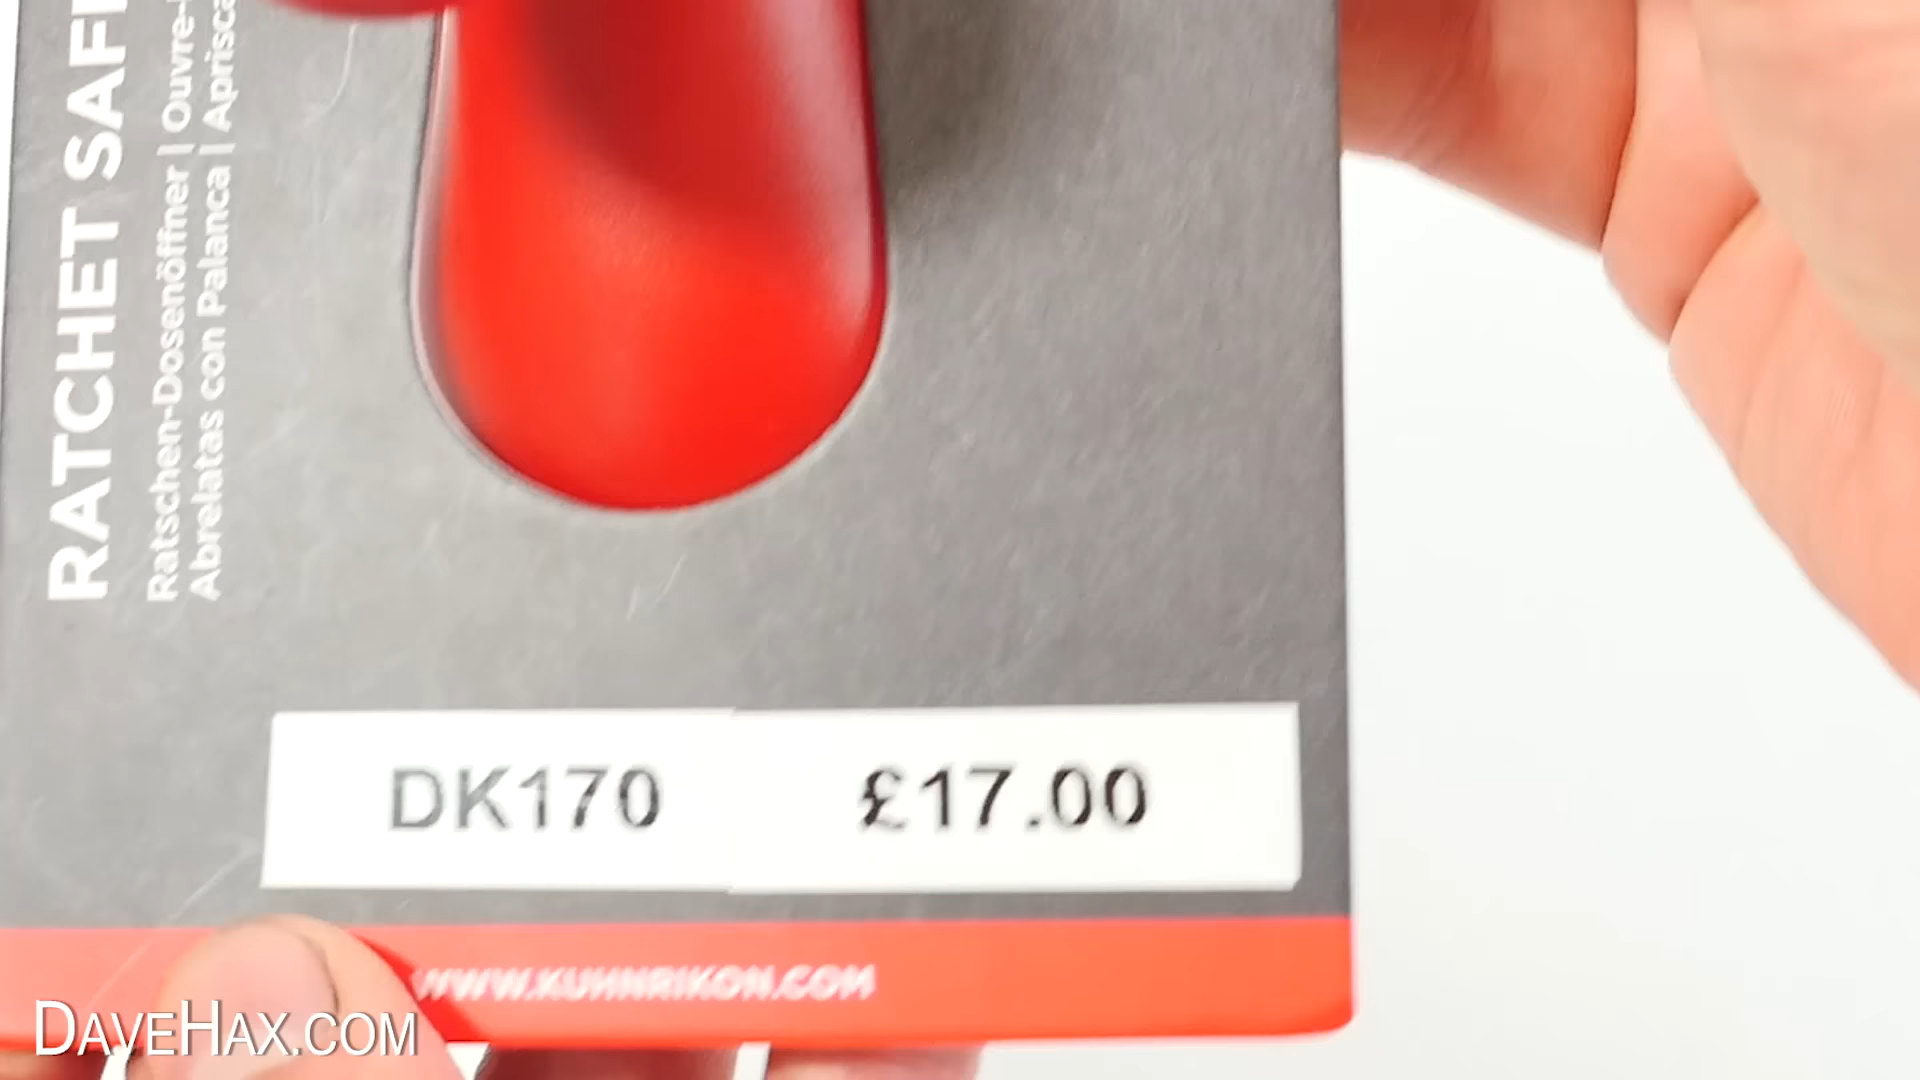 RATCHET SAF
Ratschen-Dosenöffner | Ouvre-
Abrelatas con Palanca | Aprisca
DK170 £17.00
WWW.KUHNRIKON.COM
DAVEHAX.COM